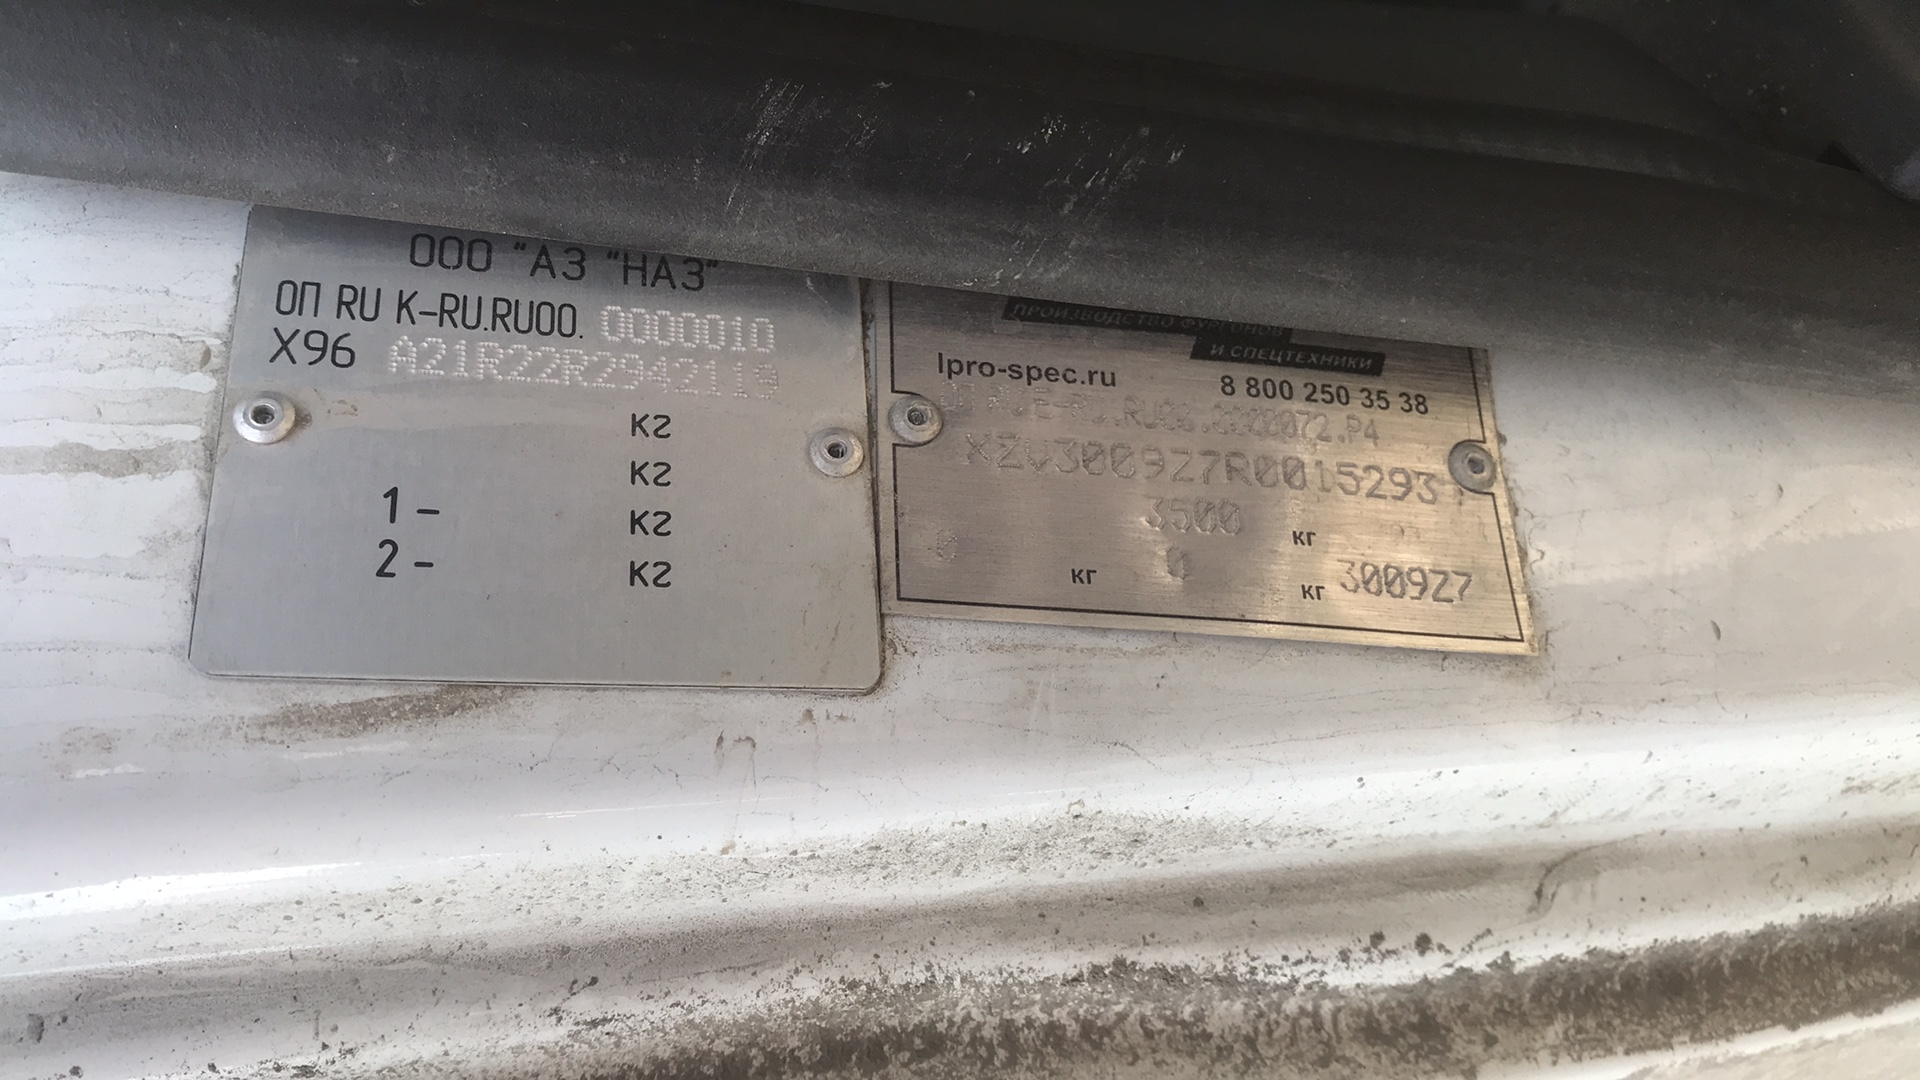 ООО "АЗ "НАЗ"
ОП RU К-RU.RU00. 0000010
X96 A21R22R2942119
кг
кг
1 - кг
2 - кг
ПРОИЗВОДСТВО ФУРГОНОВ
И СПЕЦТЕХНИКИ
lpro-spec.ru 8 800 250 35 38
XZV3009Z7R0015293
3500 кг
0 кг 0 кг 3009Z7